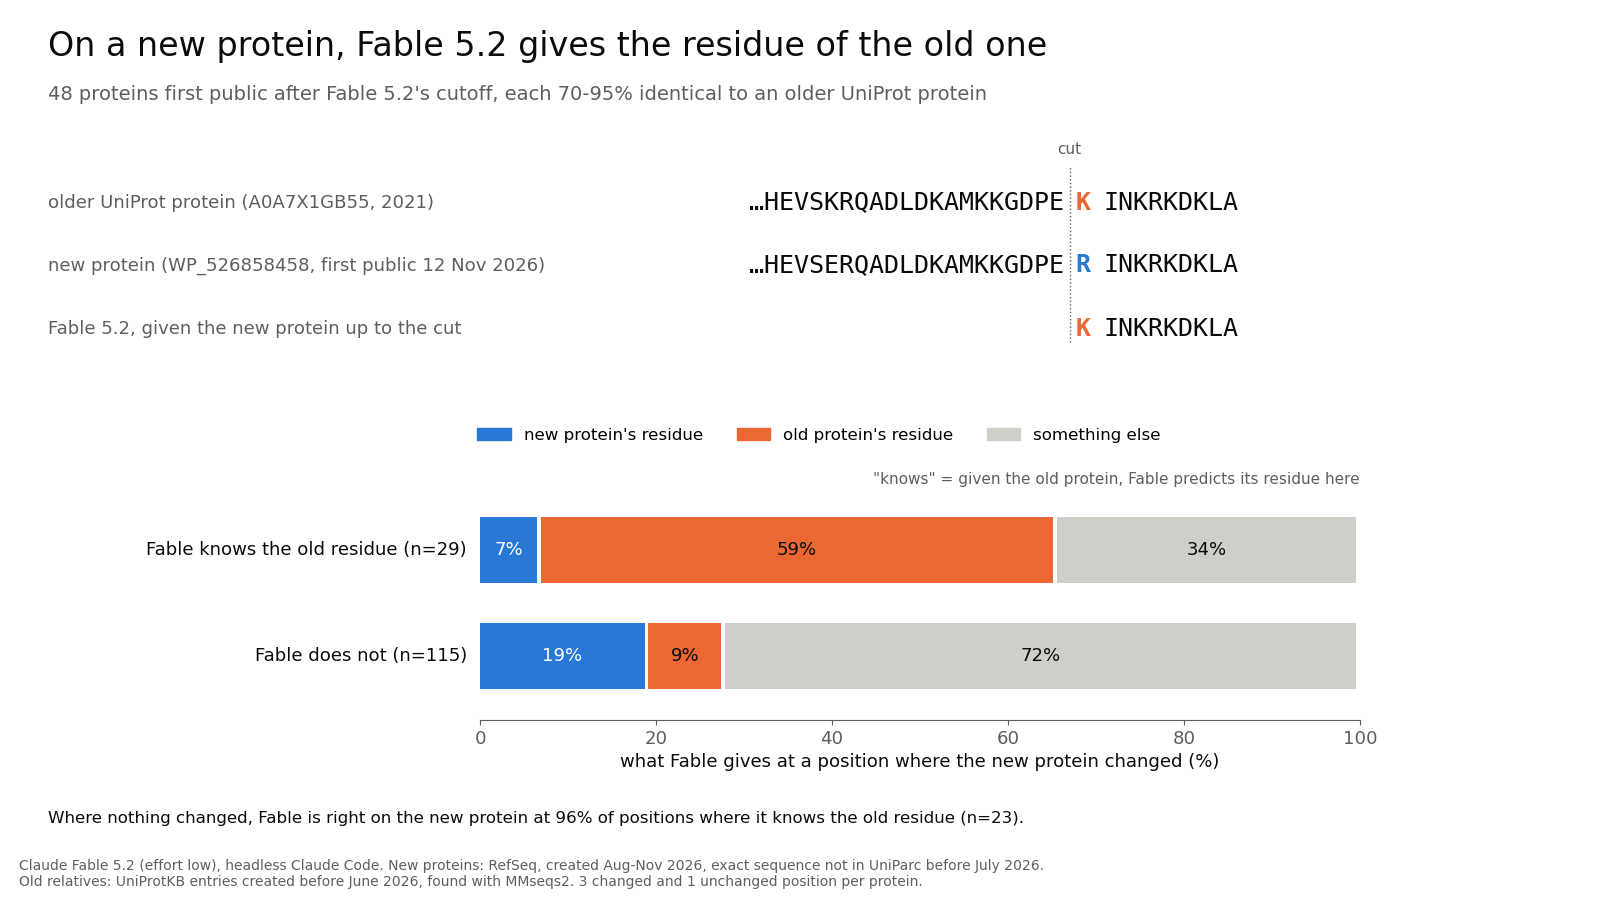 On a new protein, Fable 5.2 gives the residue of the old one
48 proteins first public after Fable 5.2's cutoff, each 70-95% identical to an older UniProt protein
cut
older UniProt protein (A0A7X1GB55, 2021) …HEVSKRQADLDKAMKKGDPE K INKRKDKLA
new protein (WP_526858458, first public 12 Nov 2026) …HEVSERQADLDKAMKKGDPE R INKRKDKLA
Fable 5.2, given the new protein up to the cut K INKRKDKLA
new protein's residue old protein's residue something else
"knows" = given the old protein, Fable predicts its residue here
Fable knows the old residue (n=29) 7% 59% 34%
Fable does not (n=115) 19% 9% 72%
0 20 40 60 80 100
what Fable gives at a position where the new protein changed (%)
Where nothing changed, Fable is right on the new protein at 96% of positions where it knows the old residue (n=23).
Claude Fable 5.2 (effort low), headless Claude Code. New proteins: RefSeq, created Aug-Nov 2026, exact sequence not in UniParc before July 2026.
Old relatives: UniProtKB entries created before June 2026, found with MMseqs2. 3 changed and 1 unchanged position per protein.